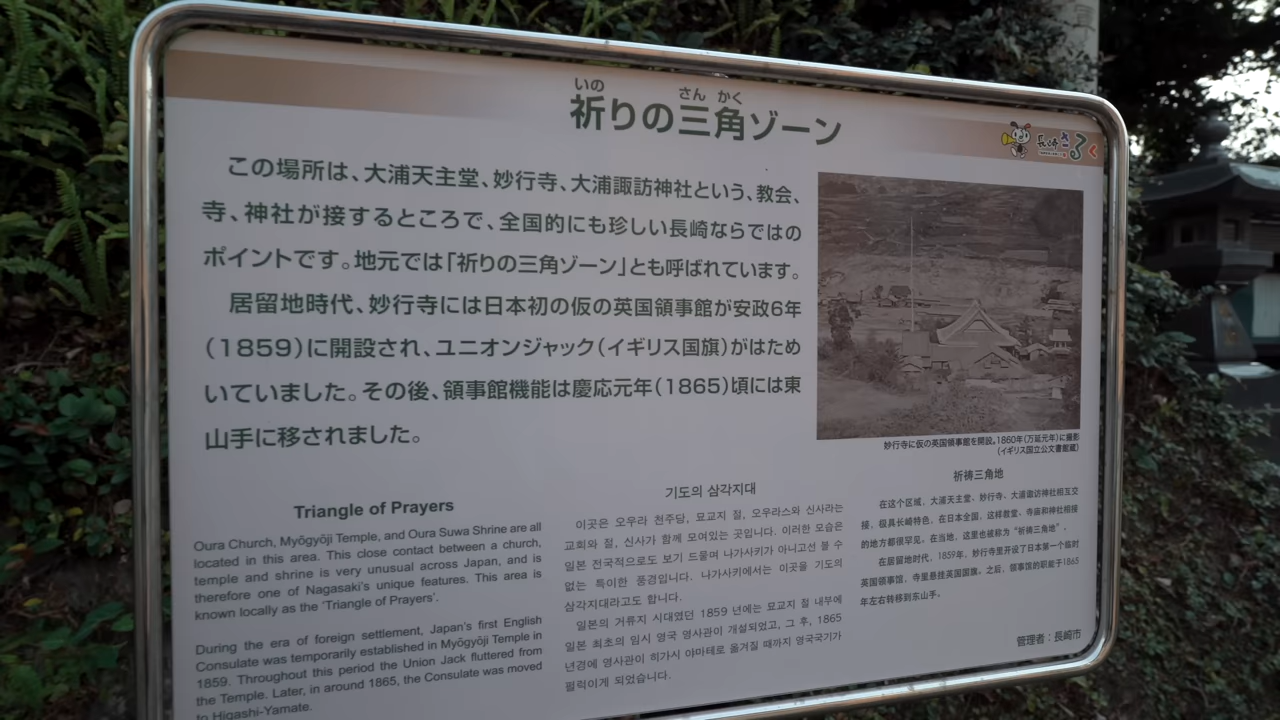 いの
さん かく
祈りの三角ゾーン
長崎さるく
この場所は、大浦天主堂、妙行寺、大浦諏訪神社という、教会、
寺、神社が接するところで、全国的にも珍しい長崎ならではの
ポイントです。地元では「祈りの三角ゾーン」とも呼ばれています。
居留地時代、妙行寺には日本初の仮の英国領事館が安政6年
(1859)に開設され、ユニオンジャック(イギリス国旗)がはため
いていました。その後、領事館機能は慶応元年(1865)頃には東
山手に移されました。
妙行寺に仮の英国領事館を開設。1860年(万延元年)に撮影
(イギリス国立公文書館蔵)
Triangle of Prayers
Oura Church, Myōgyōji Temple, and Oura Suwa Shrine are all
located in this area. This close contact between a church,
temple and shrine is very unusual across Japan, and is
therefore one of Nagasaki's unique features. This area is
known locally as the 'Triangle of Prayers'.
During the era of foreign settlement, Japan's first English
Consulate was temporarily established in Myōgyōji Temple in
1859. Throughout this period the Union Jack fluttered from
the Temple. Later, in around 1865, the Consulate was moved
to Higashi-Yamate.
기도의 삼각지대
이곳은 오우라 천주당, 묘교지 절, 오우라스와 신사라는
교회와 절, 신사가 함께 모여있는 곳입니다. 이러한 모습은
일본 전국적으로도 보기 드물며 나가사키가 아니고선 볼 수
없는 특이한 풍경입니다. 나가사키에서는 이곳을 기도의
삼각지대라고도 합니다.
일본의 거류지 시대였던 1859 년에는 묘교지 절 내부에
일본 최초의 임시 영국 영사관이 개설되었고, 그 후, 1865
년경에 영사관이 히가시 야마테로 옮겨질 때까지 영국국기가
펄럭이게 되었습니다.
祈祷三角地
在这个区域，大浦天主堂、妙行寺、大浦诹访神社相互交
接，极具长崎特色。在日本全国，这样教堂、寺庙和神社相接
的地方都很罕见。在当地，这里也被称为“祈祷三角地”。
在居留地时代，1859年，妙行寺里开设了日本第一个临时
英国领事馆，寺里悬挂英国国旗。之后，领事馆的职能于1865
年左右转移到东山手。
管理者：長崎市